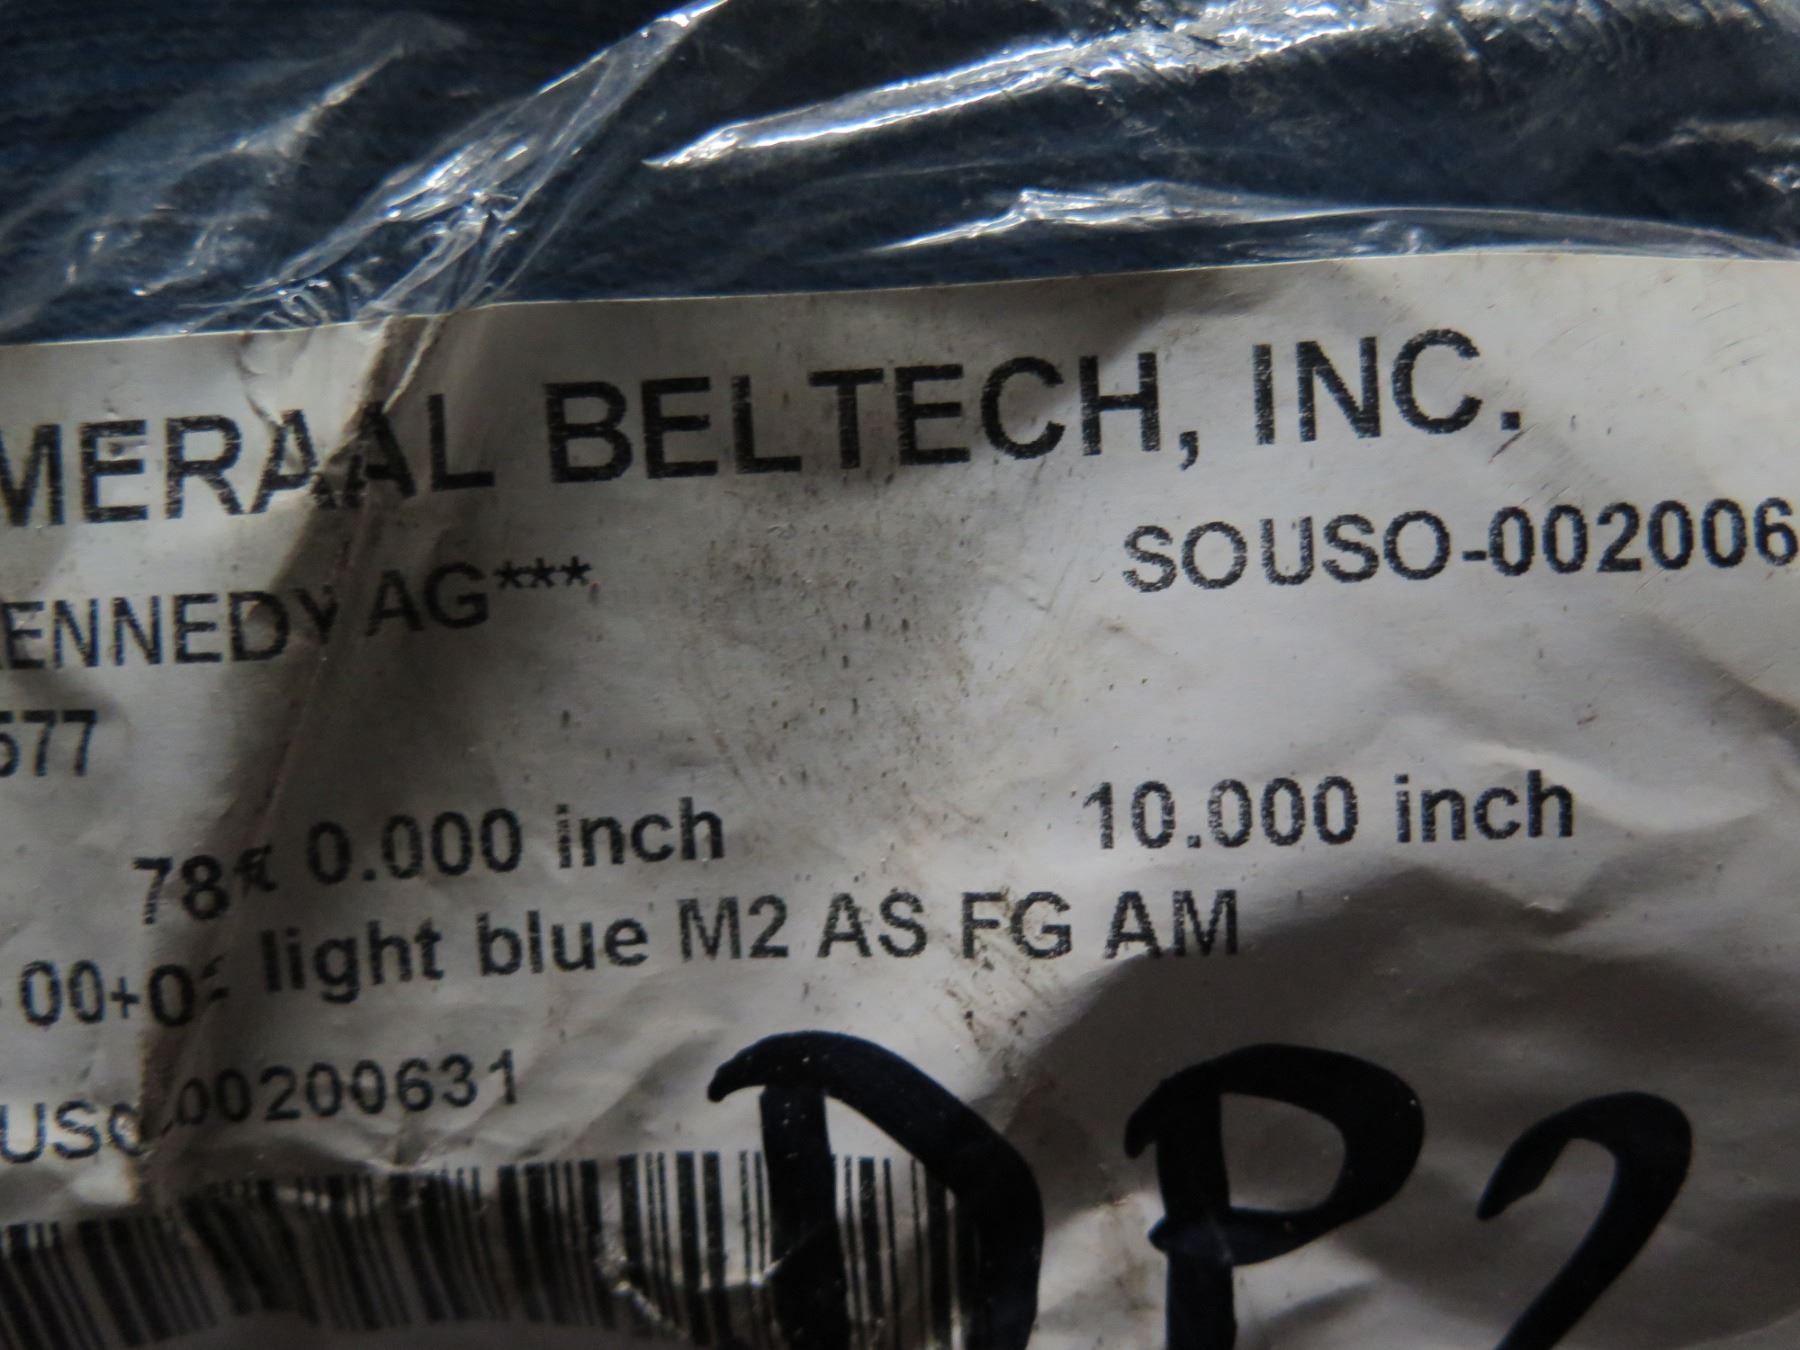 MERAAL BELTECH, INC.
SOUSO-002006
ENNEDY AG***
577
0.000 inch 10.000 inch
00+0 light blue M2 AS FG AM
USO-00200631
DP2